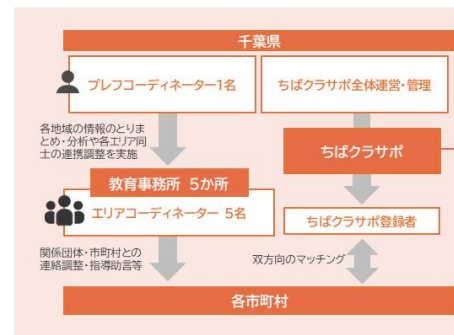 千葉県
プレフコーディネーター1名
ちばクラサポ全体運営・管理
各地域の情報のとりま
とめ・分析や各エリア同
士の連携調整を実施
ちばクラサポ
教育事務所 5か所
エリアコーディネーター 5名
ちばクラサポ登録者
関係団体・市町村との
連絡調整・指導助言等
双方向のマッチング
各市町村